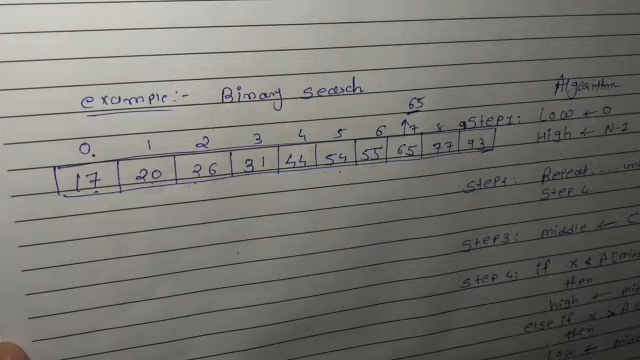 example:- Binary search
65
0 1 2 3 4 5 6 7 8 9
17 20 26 31 44 54 55 65 77 93
Algorithm
Step1: Low ← 0
High ← N-1
Step2: Repeat....
Step 4
Step3: middle ←
Step 4: if x <
then
high ←
else if x >
then
low ←